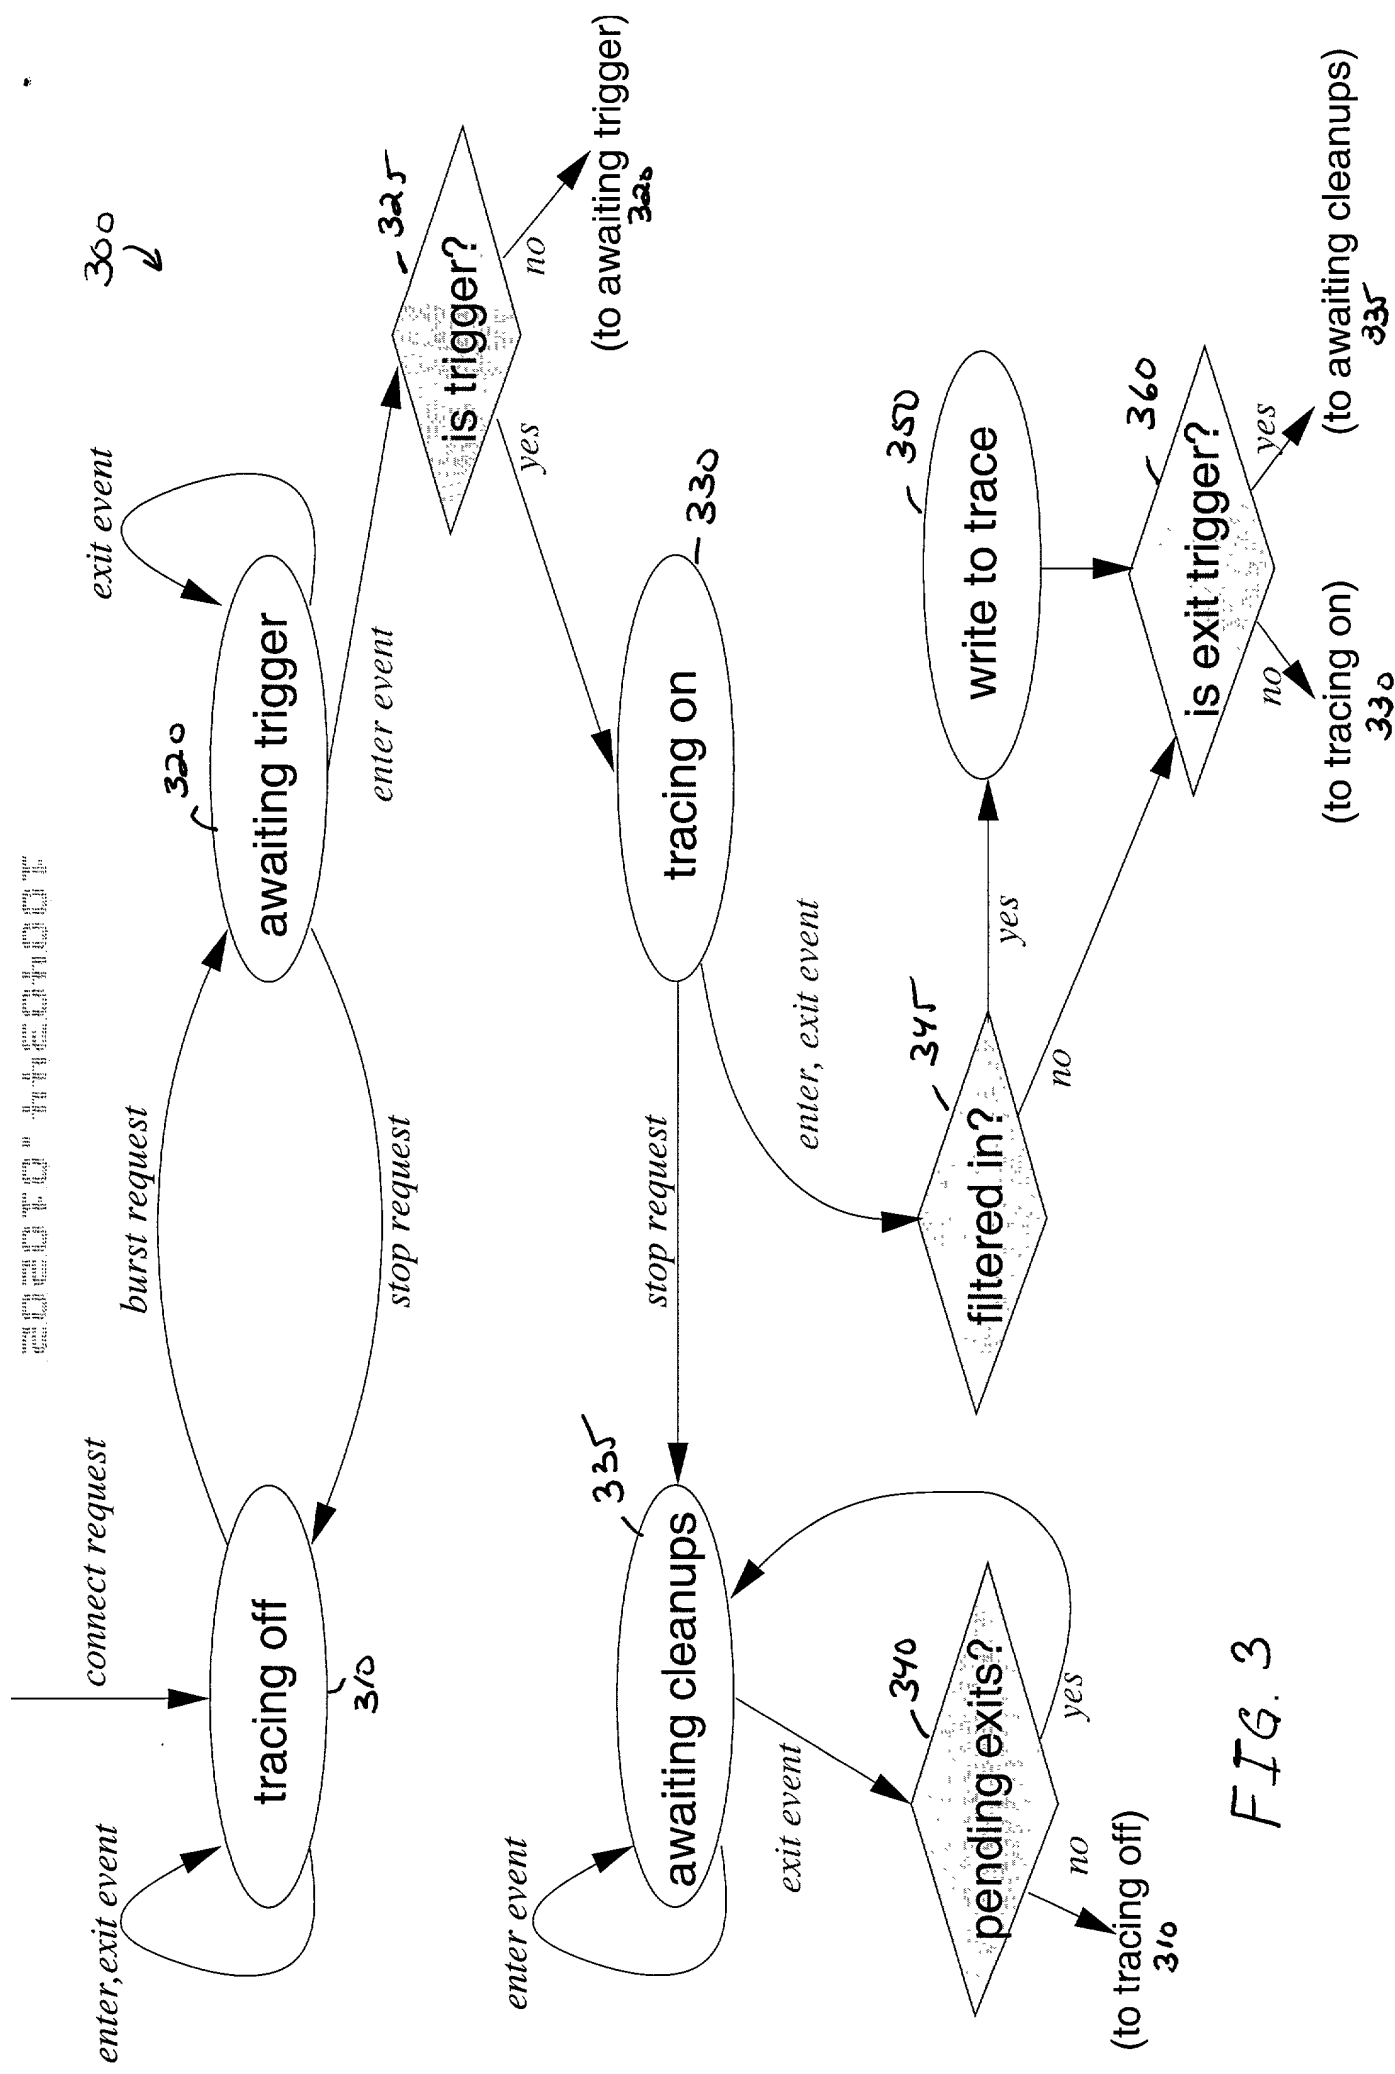 300
connect request
enter,exit event
tracing off
310
burst request
stop request
exit event
320
awaiting trigger
enter event
325
is trigger?
no
(to awaiting trigger)
320
yes
330
tracing on
stop request
enter, exit event
335
awaiting cleanups
enter event
exit event
340
pending exits?
yes
no
(to tracing off)
310
345
filtered in?
yes
no
350
write to trace
360
is exit trigger?
yes
(to awaiting cleanups)
335
no
(to tracing on)
330
FIG. 3